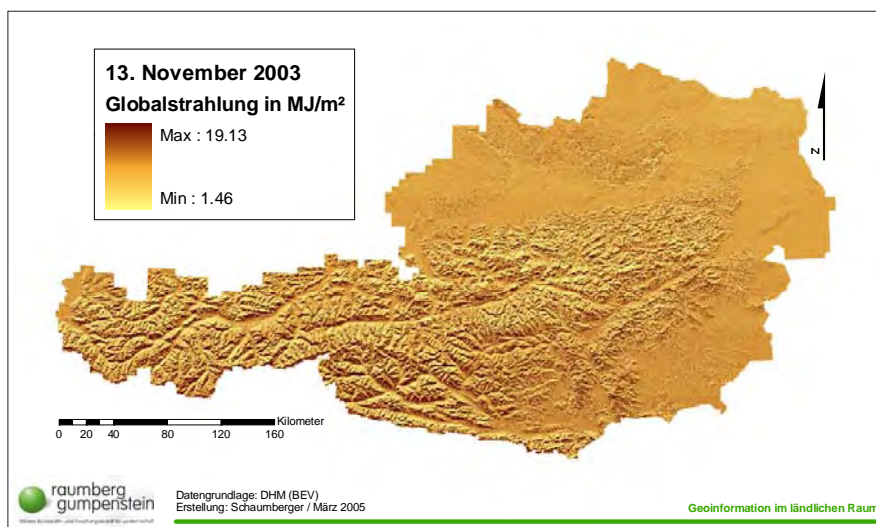 13. November 2003
Globalstrahlung in MJ/m²
Max : 19.13
Min : 1.46
N
Kilometer
0 20 40 80 120 160
raumberg
gumpenstein
Datengrundlage: DHM (BEV)
Erstellung: Schaumberger / März 2005
Geoinformation im ländlichen Raum